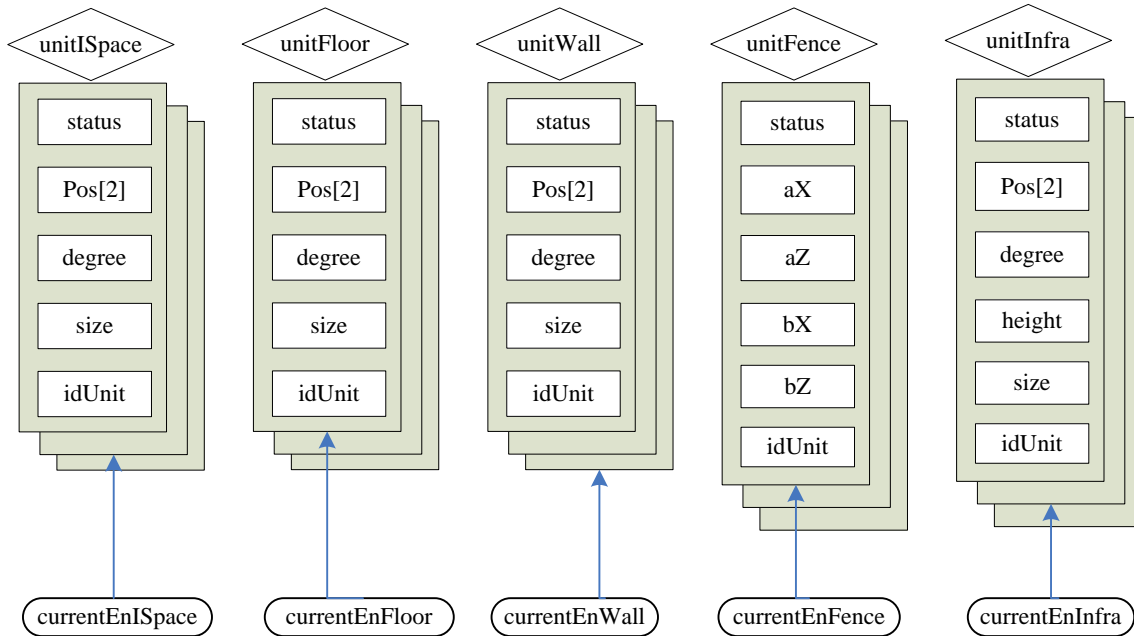 unitISpace
unitFloor
unitWall
unitFence
unitInfra
status
Pos[2]
degree
size
idUnit
status
Pos[2]
degree
size
idUnit
status
Pos[2]
degree
size
idUnit
status
aX
aZ
bX
bZ
idUnit
status
Pos[2]
degree
height
size
idUnit
currentEnISpace
currentEnFloor
currentEnWall
currentEnFence
currentEnInfra